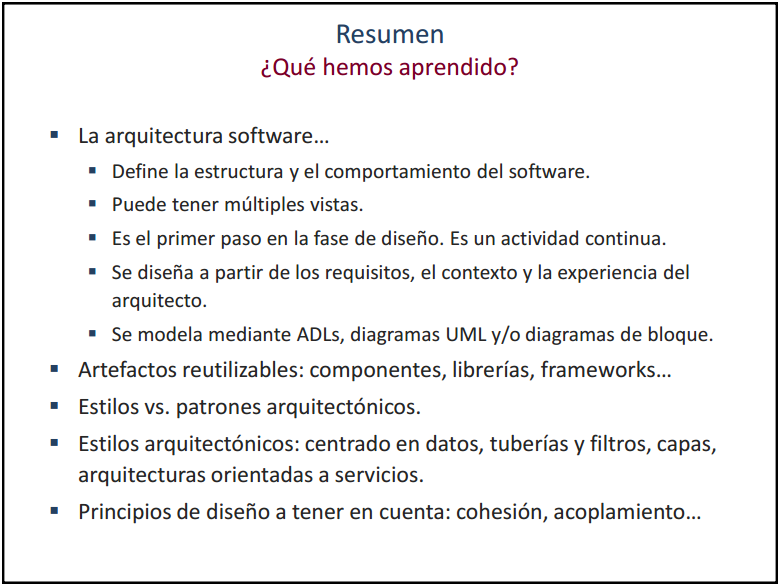 Resumen
¿Qué hemos aprendido?
▪ La arquitectura software…
▪ Define la estructura y el comportamiento del software.
▪ Puede tener múltiples vistas.
▪ Es el primer paso en la fase de diseño. Es un actividad continua.
▪ Se diseña a partir de los requisitos, el contexto y la experiencia del
arquitecto.
▪ Se modela mediante ADLs, diagramas UML y/o diagramas de bloque.
▪ Artefactos reutilizables: componentes, librerías, frameworks…
▪ Estilos vs. patrones arquitectónicos.
▪ Estilos arquitectónicos: centrado en datos, tuberías y filtros, capas,
arquitecturas orientadas a servicios.
▪ Principios de diseño a tener en cuenta: cohesión, acoplamiento…